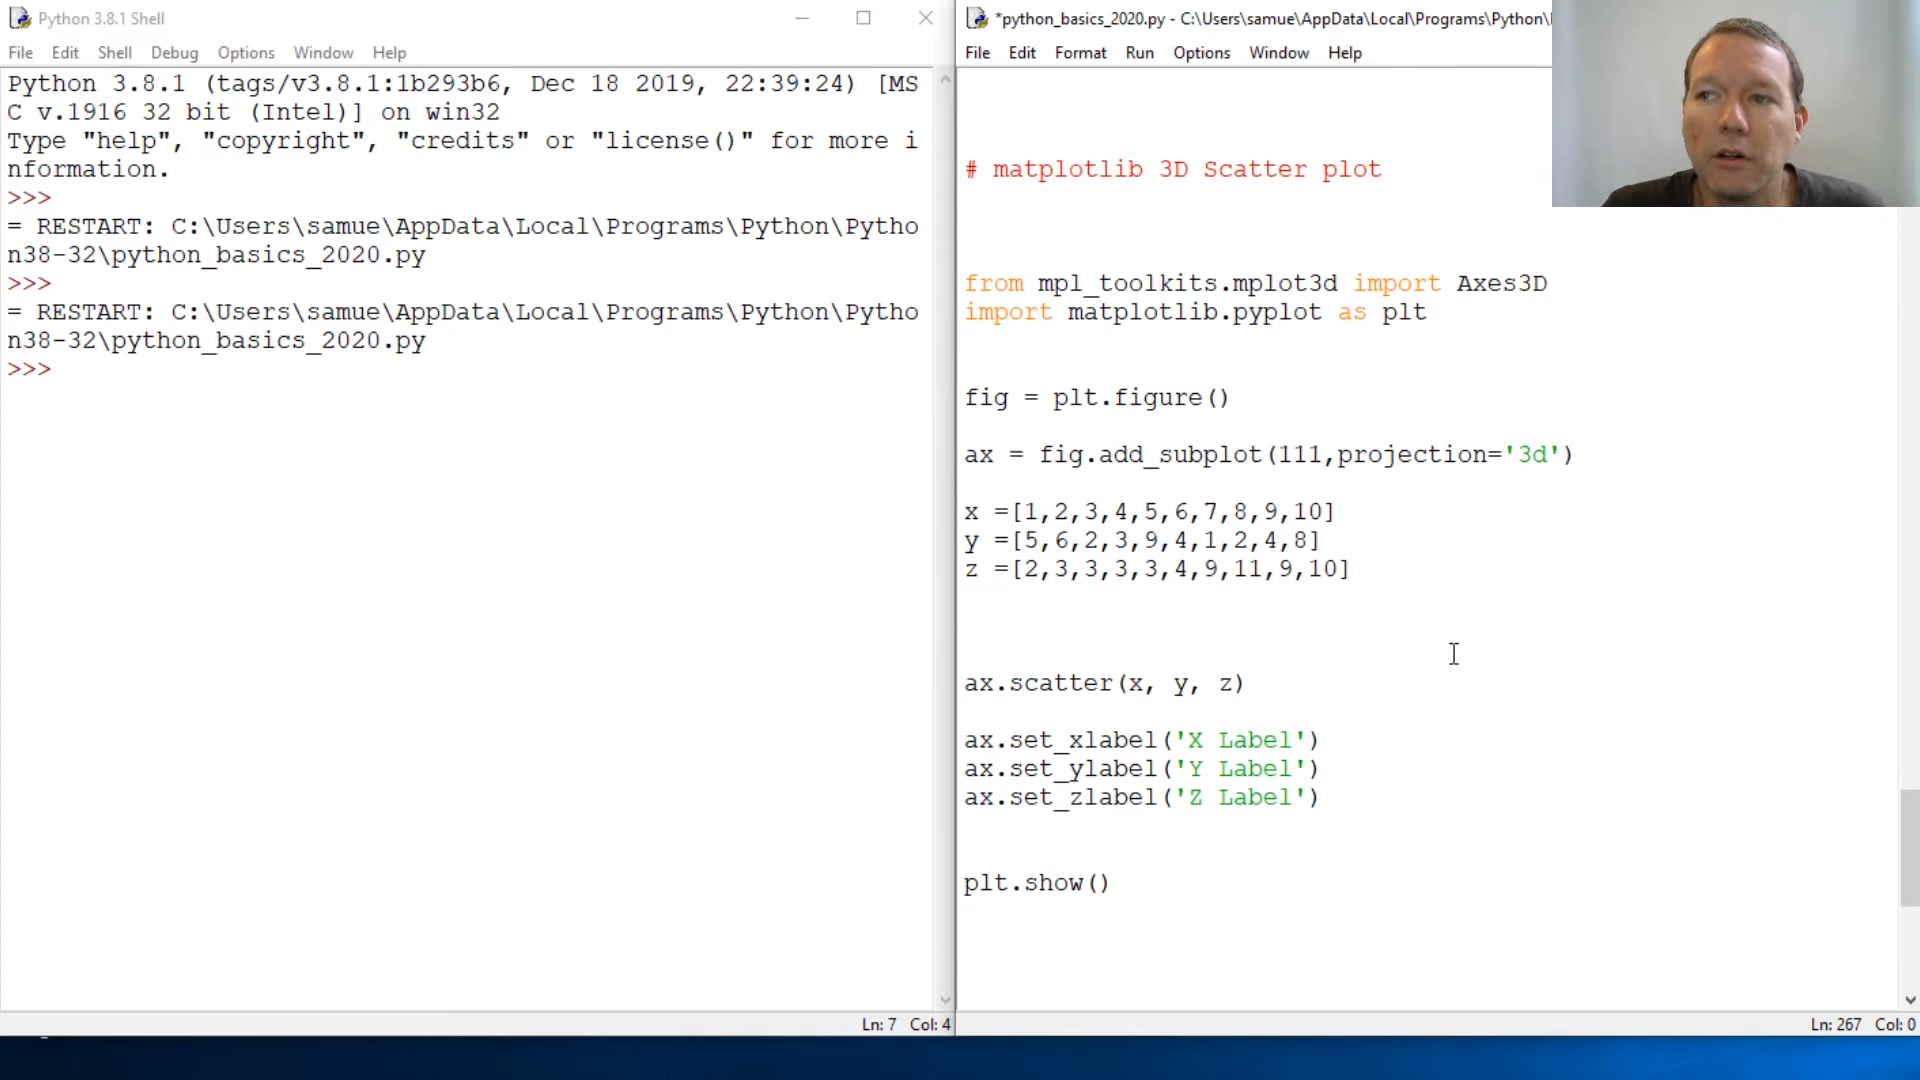 Python 3.8.1 Shell
File Edit Shell Debug Options Window Help
Python 3.8.1 (tags/v3.8.1:1b293b6, Dec 18 2019, 22:39:24) [MS
C v.1916 32 bit (Intel)] on win32
Type "help", "copyright", "credits" or "license()" for more i
nformation.
>>>
= RESTART: C:\Users\samue\AppData\Local\Programs\Python\Pytho
n38-32\python_basics_2020.py
>>>
= RESTART: C:\Users\samue\AppData\Local\Programs\Python\Pytho
n38-32\python_basics_2020.py
>>>
Ln: 7 Col: 4
*python_basics_2020.py - C:\Users\samue\AppData\Local\Programs\Python\
File Edit Format Run Options Window Help
# matplotlib 3D Scatter plot
from mpl_toolkits.mplot3d import Axes3D
import matplotlib.pyplot as plt
fig = plt.figure()
ax = fig.add_subplot(111,projection='3d')
x =[1,2,3,4,5,6,7,8,9,10]
y =[5,6,2,3,9,4,1,2,4,8]
z =[2,3,3,3,3,4,9,11,9,10]
ax.scatter(x, y, z)
ax.set_xlabel('X Label')
ax.set_ylabel('Y Label')
ax.set_zlabel('Z Label')
plt.show()
Ln: 267 Col: 0